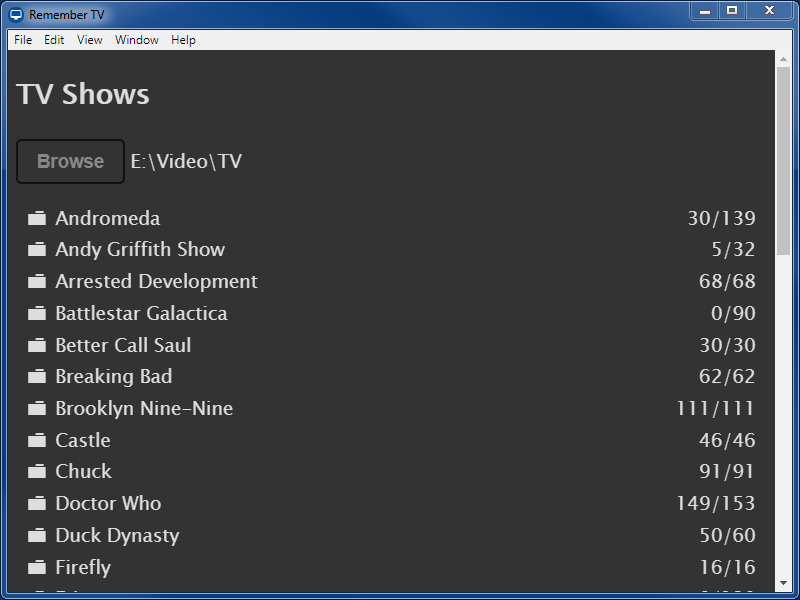 Remember TV
File Edit View Window Help
TV Shows
Browse E:\Video\TV
Andromeda 30/139
Andy Griffith Show 5/32
Arrested Development 68/68
Battlestar Galactica 0/90
Better Call Saul 30/30
Breaking Bad 62/62
Brooklyn Nine-Nine 111/111
Castle 46/46
Chuck 91/91
Doctor Who 149/153
Duck Dynasty 50/60
Firefly 16/16